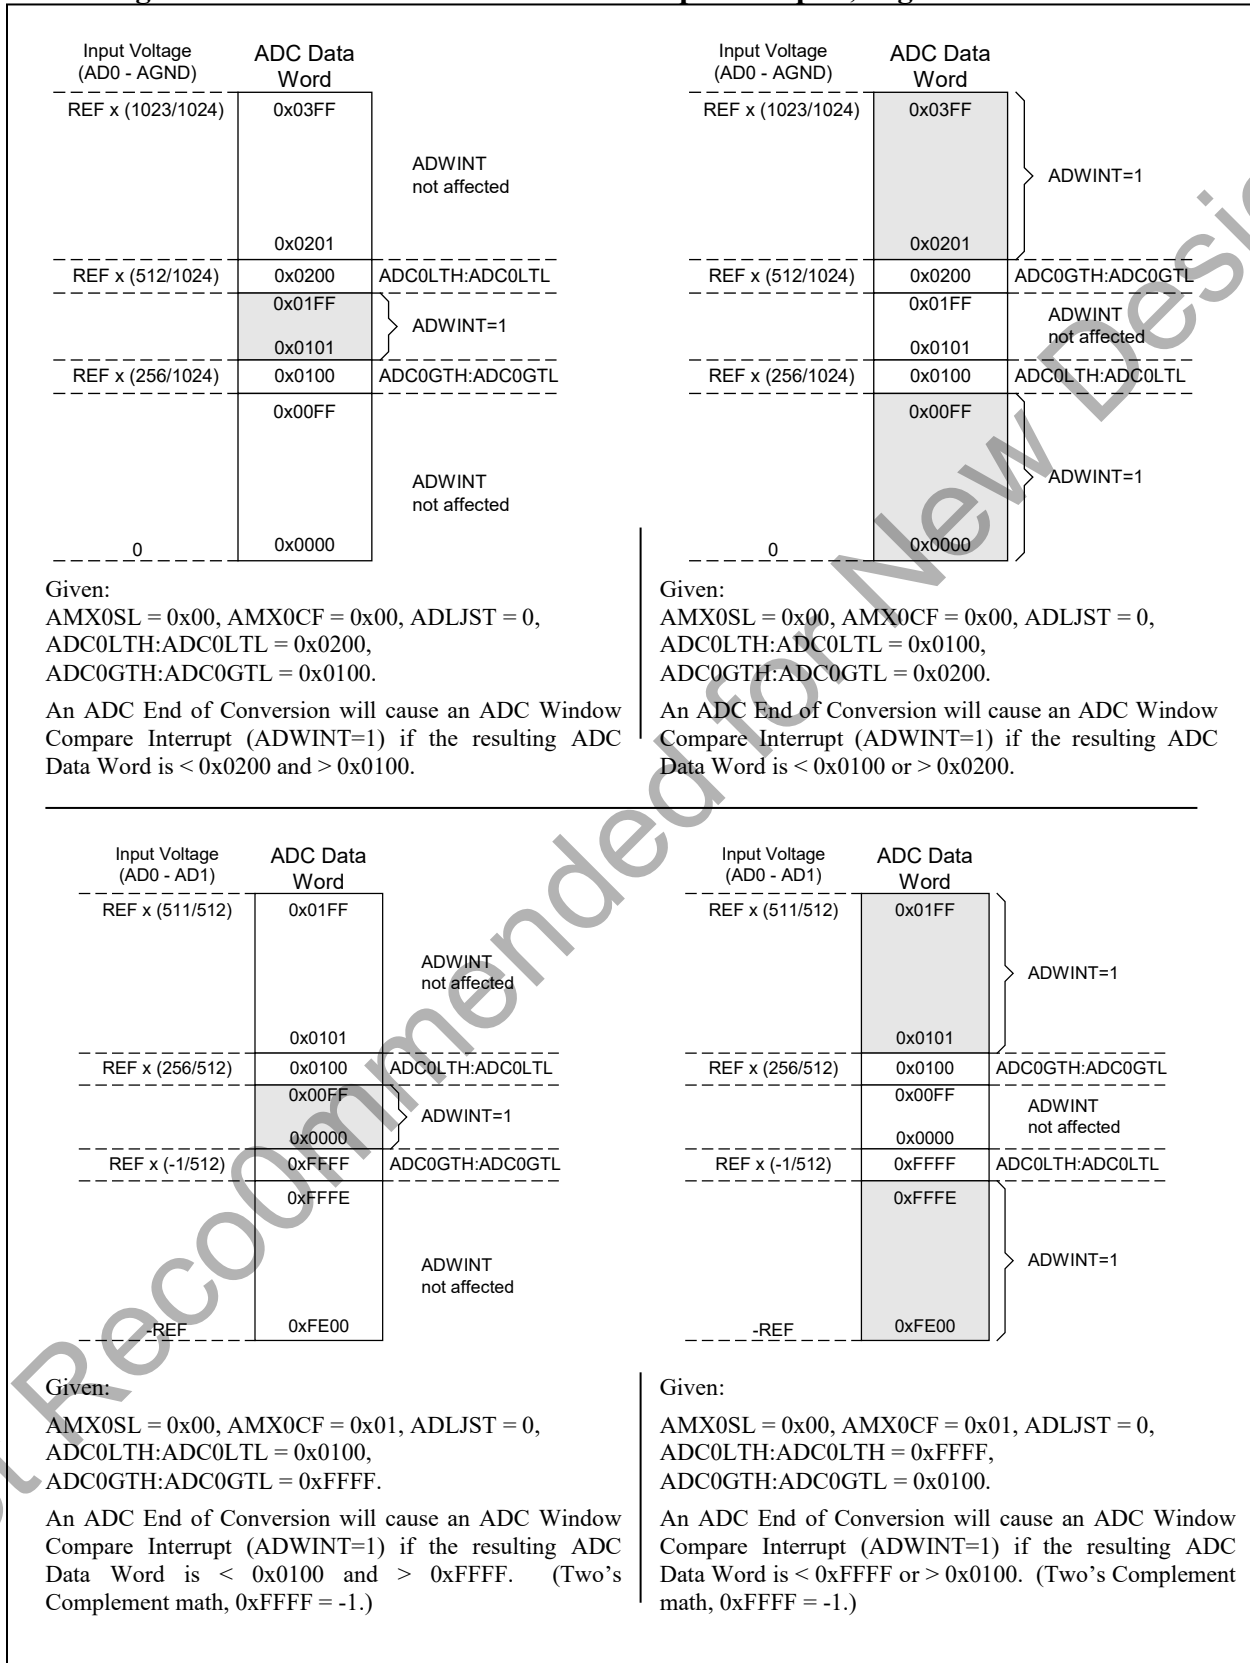 Input Voltage
(AD0 - AGND)
ADC Data
Word
REF x (1023/1024)
0x03FF
ADWINT
not affected
0x0201
REF x (512/1024)
0x0200
ADC0LTH:ADC0LTL
0x01FF
ADWINT=1
0x0101
REF x (256/1024)
0x0100
ADC0GTH:ADC0GTL
0x00FF
ADWINT
not affected
0
0x0000
Given:
AMX0SL = 0x00, AMX0CF = 0x00, ADLJST = 0,
ADC0LTH:ADC0LTL = 0x0200,
ADC0GTH:ADC0GTL = 0x0100.
An ADC End of Conversion will cause an ADC Window
Compare Interrupt (ADWINT=1) if the resulting ADC
Data Word is < 0x0200 and > 0x0100.
Input Voltage
(AD0 - AGND)
ADC Data
Word
REF x (1023/1024)
0x03FF
ADWINT=1
0x0201
REF x (512/1024)
0x0200
ADC0GTH:ADC0GTL
0x01FF
ADWINT
not affected
0x0101
REF x (256/1024)
0x0100
ADC0LTH:ADC0LTL
0x00FF
ADWINT=1
0
0x0000
Given:
AMX0SL = 0x00, AMX0CF = 0x00, ADLJST = 0,
ADC0LTH:ADC0LTL = 0x0100,
ADC0GTH:ADC0GTL = 0x0200.
An ADC End of Conversion will cause an ADC Window
Compare Interrupt (ADWINT=1) if the resulting ADC
Data Word is < 0x0100 or > 0x0200.
Input Voltage
(AD0 - AD1)
ADC Data
Word
REF x (511/512)
0x01FF
ADWINT
not affected
0x0101
REF x (256/512)
0x0100
ADC0LTH:ADC0LTL
0x00FF
ADWINT=1
0x0000
REF x (-1/512)
0xFFFF
ADC0GTH:ADC0GTL
0xFFFE
ADWINT
not affected
-REF
0xFE00
Given:
AMX0SL = 0x00, AMX0CF = 0x01, ADLJST = 0,
ADC0LTH:ADC0LTL = 0x0100,
ADC0GTH:ADC0GTL = 0xFFFF.
An ADC End of Conversion will cause an ADC Window
Compare Interrupt (ADWINT=1) if the resulting ADC
Data Word is < 0x0100 and > 0xFFFF. (Two's
Complement math, 0xFFFF = -1.)
Input Voltage
(AD0 - AD1)
ADC Data
Word
REF x (511/512)
0x01FF
ADWINT=1
0x0101
REF x (256/512)
0x0100
ADC0GTH:ADC0GTL
0x00FF
ADWINT
not affected
0x0000
REF x (-1/512)
0xFFFF
ADC0LTH:ADC0LTL
0xFFFE
ADWINT=1
-REF
0xFE00
Given:
AMX0SL = 0x00, AMX0CF = 0x01, ADLJST = 0,
ADC0LTH:ADC0LTH = 0xFFFF,
ADC0GTH:ADC0GTL = 0x0100.
An ADC End of Conversion will cause an ADC Window
Compare Interrupt (ADWINT=1) if the resulting ADC
Data Word is < 0xFFFF or > 0x0100. (Two's Complement
math, 0xFFFF = -1.)
Reco0mmended for New